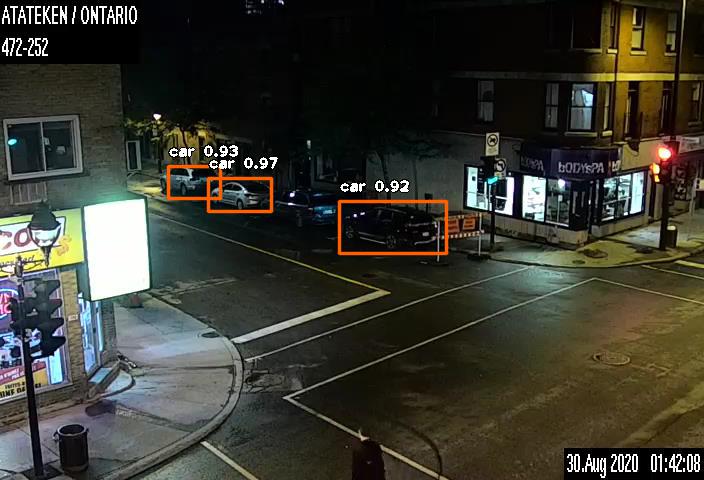 ATATEKEN / ONTARIO
472-252
car 0.93
car 0.97
car 0.92
BODYSPA
30.Aug 2020 01:42:08